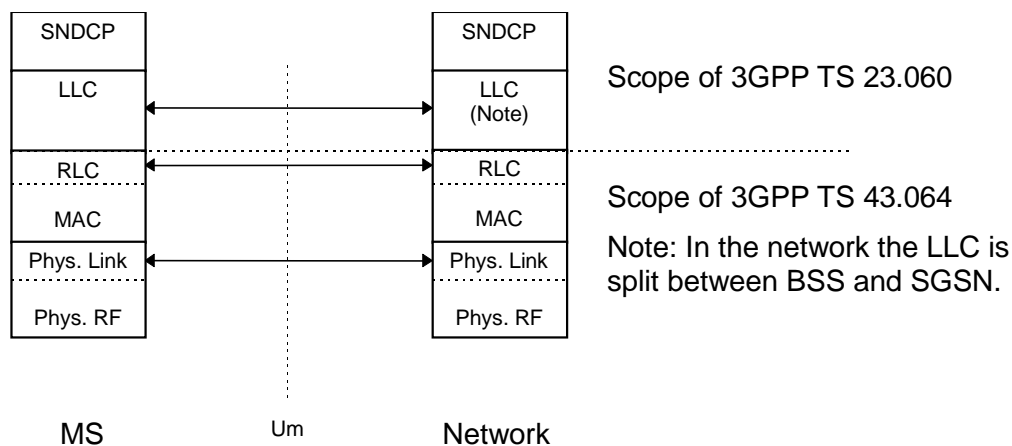 SNDCP
LLC
RLC
MAC
Phys. Link
Phys. RF
MS
Um
SNDCP
LLC
(Note)
RLC
MAC
Phys. Link
Phys. RF
Network
Scope of 3GPP TS 23.060
Scope of 3GPP TS 43.064
Note: In the network the LLC is
split between BSS and SGSN.